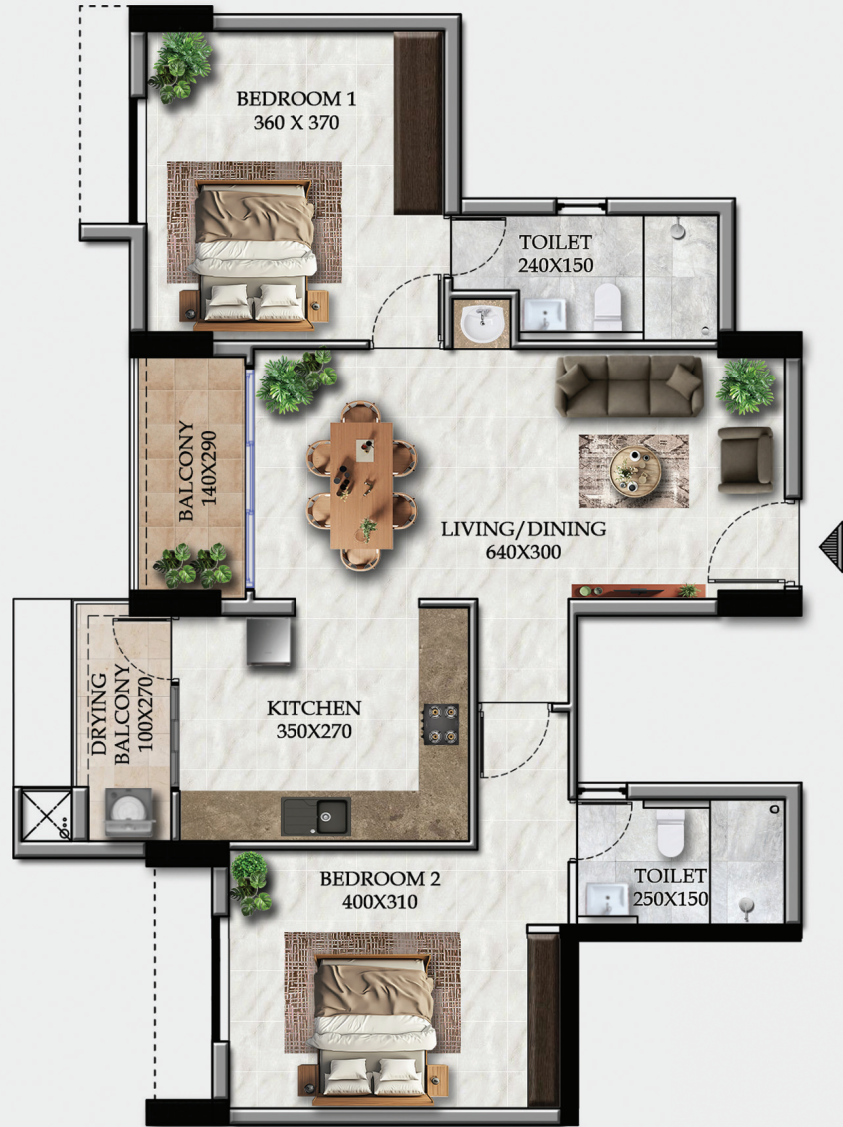 BEDROOM 1
360 X 370
TOILET
240X150
BALCONY
140X290
LIVING/DINING
640X300
DRYING
BALCONY
100X270
KITCHEN
350X270
BEDROOM 2
400X310
TOILET
250X150